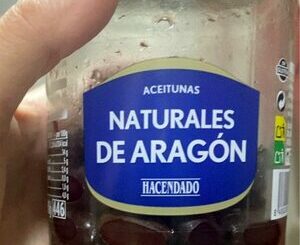 ACEITUNAS
NATURALES
DE ARAGÓN
HACENDADO